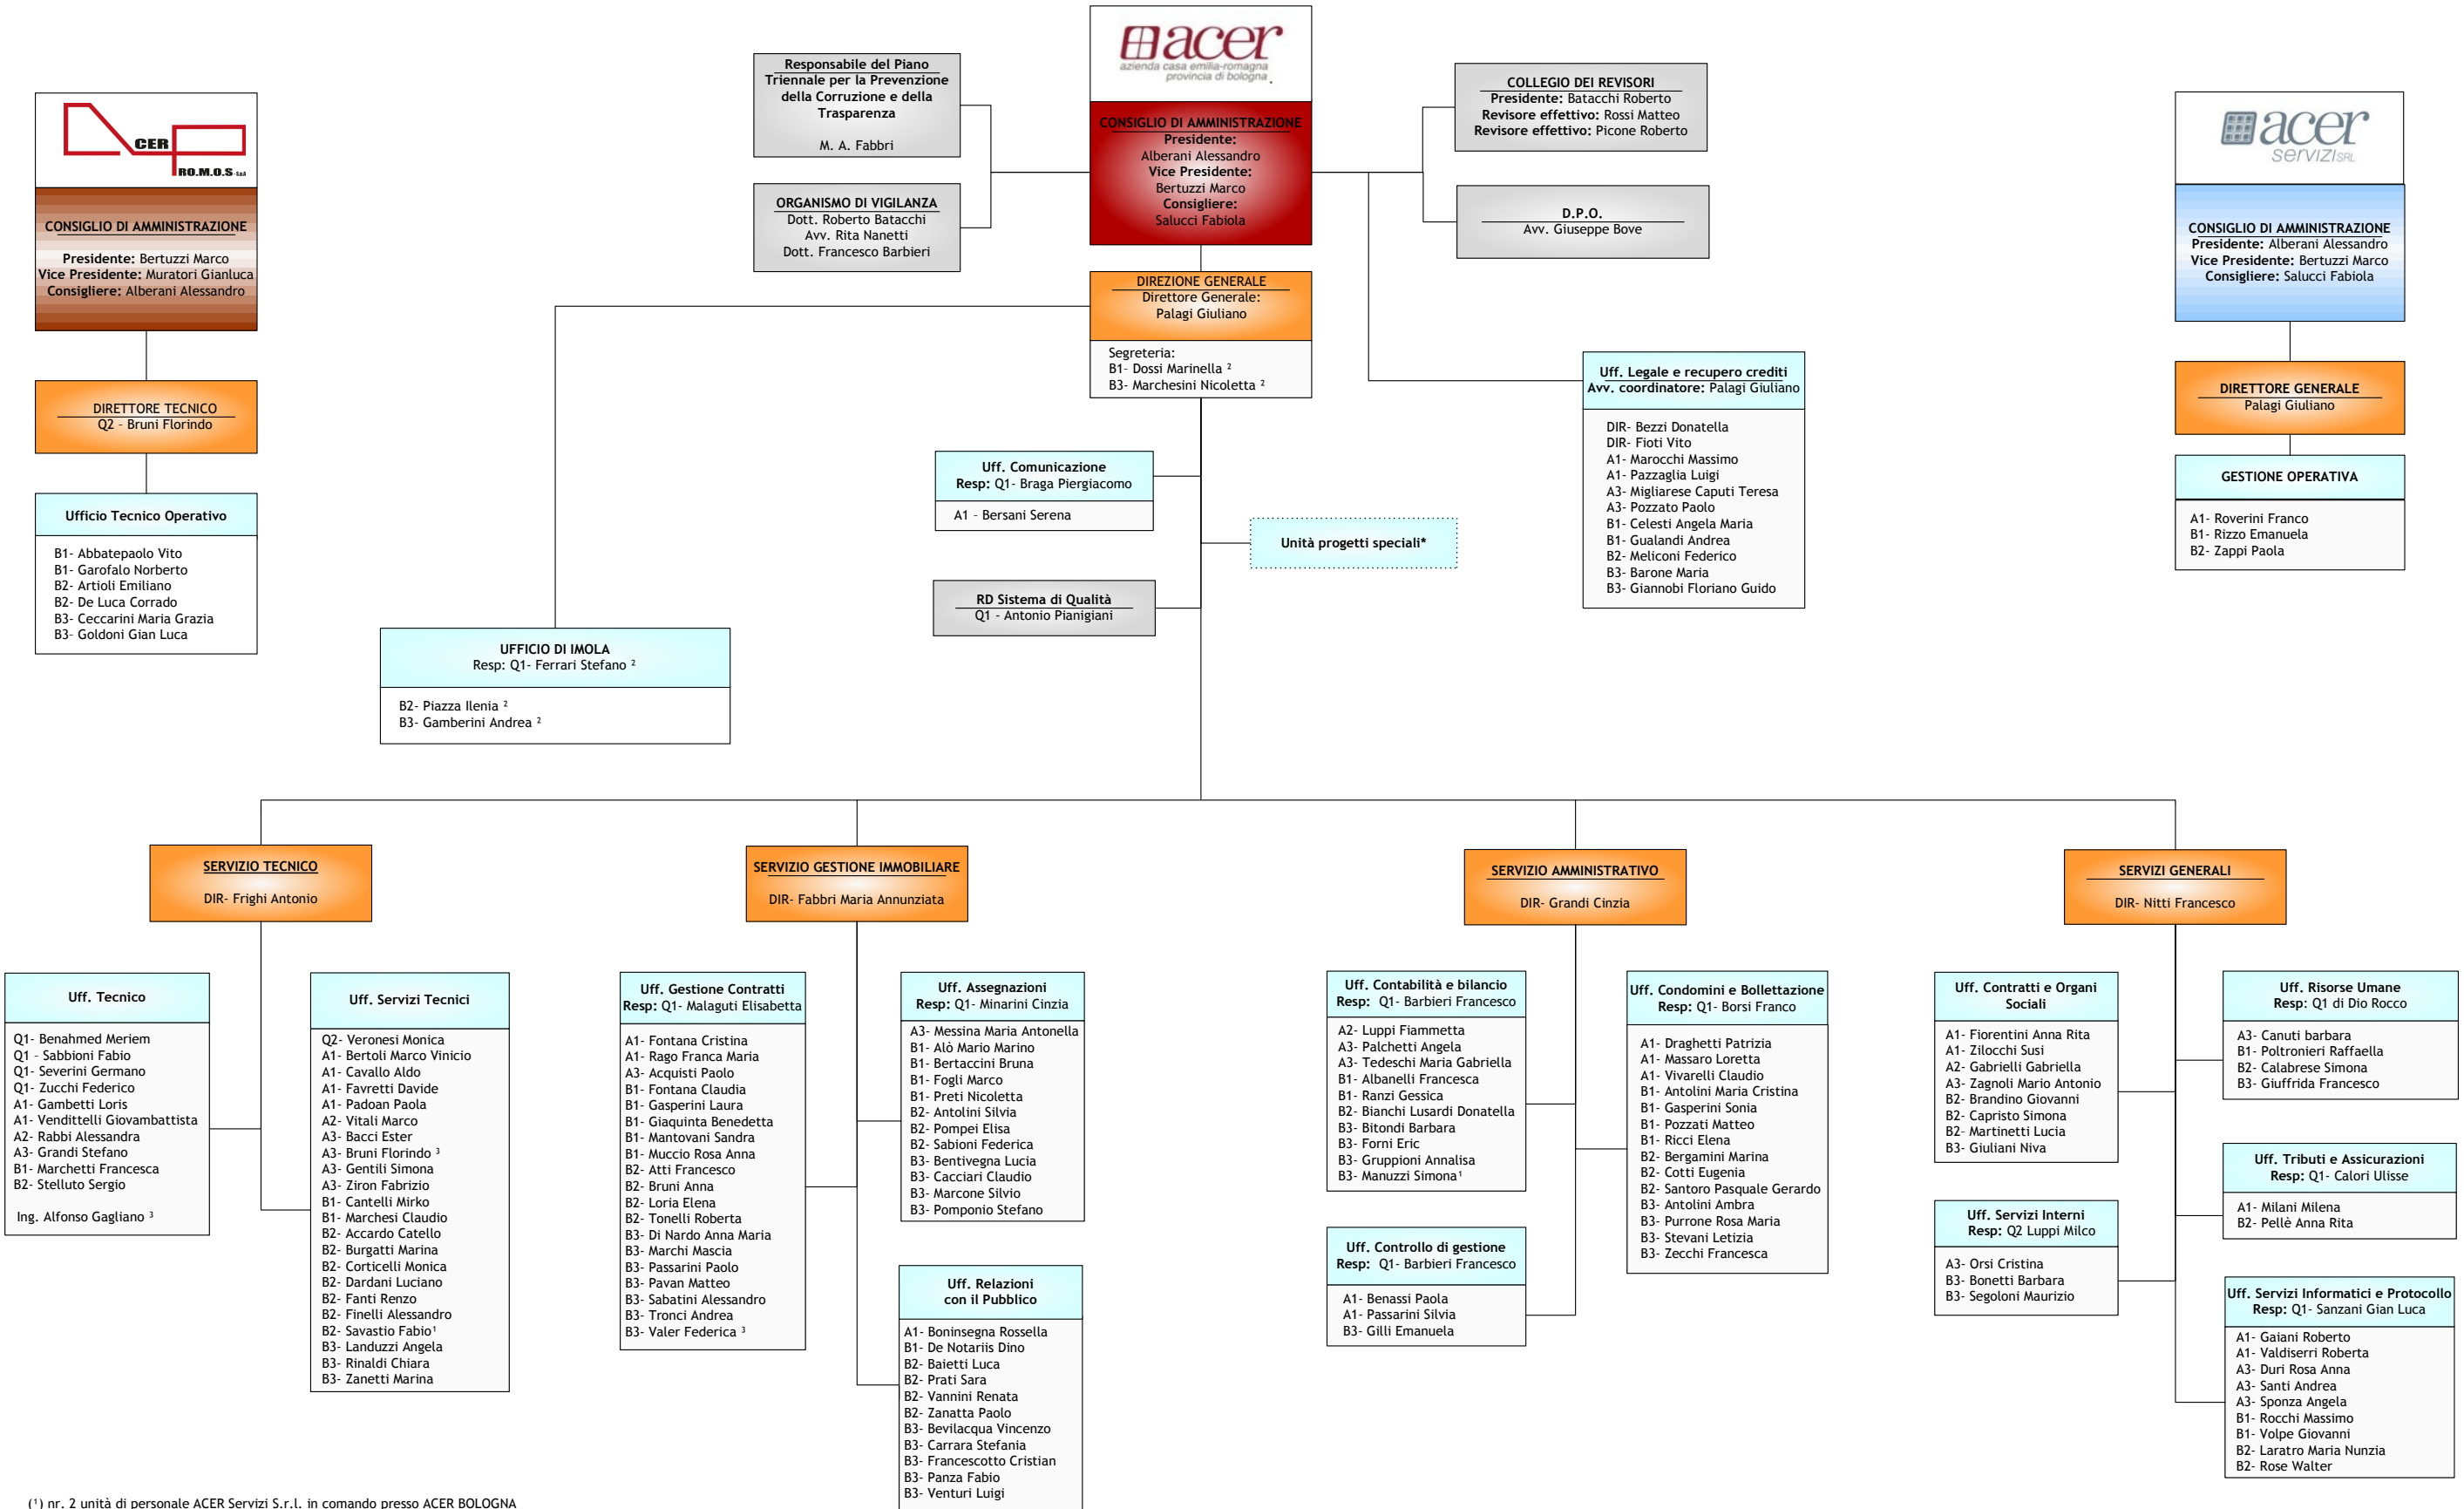 acer
azienda casa emilia-romagna
provincia di bologna.
CONSIGLIO DI AMMINISTRAZIONE
Presidente:
Alberani Alessandro
Vice Presidente:
Bertuzzi Marco
Consigliere:
Salucci Fabiola
Responsabile del Piano
Triennale per la Prevenzione
della Corruzione e della
Trasparenza
M. A. Fabbri
ORGANISMO DI VIGILANZA
Dott. Roberto Batacchi
Avv. Rita Nanetti
Dott. Francesco Barbieri
COLLEGIO DEI REVISORI
Presidente: Batacchi Roberto
Revisore effettivo: Rossi Matteo
Revisore effettivo: Picone Roberto
D.P.O.
Avv. Giuseppe Bove
ACER
PRO.M.O.S. S.p.A
CONSIGLIO DI AMMINISTRAZIONE
Presidente: Bertuzzi Marco
Vice Presidente: Muratori Gianluca
Consigliere: Alberani Alessandro
DIRETTORE TECNICO
Q2 - Bruni Florindo
Ufficio Tecnico Operativo
B1- Abbatepaolo Vito
B1- Garofalo Norberto
B2- Artioli Emiliano
B2- De Luca Corrado
B3- Ceccarini Maria Grazia
B3- Goldoni Gian Luca
acer
SERVIZI SRL
CONSIGLIO DI AMMINISTRAZIONE
Presidente: Alberani Alessandro
Vice Presidente: Bertuzzi Marco
Consigliere: Salucci Fabiola
DIRETTORE GENERALE
Palagi Giuliano
GESTIONE OPERATIVA
A1- Roverini Franco
B1- Rizzo Emanuela
B2- Zappi Paola
DIREZIONE GENERALE
Direttore Generale:
Palagi Giuliano
Segreteria:
B1- Dossi Marinella ²
B3- Marchesini Nicoletta ²
Uff. Legale e recupero crediti
Avv. coordinatore: Palagi Giuliano
DIR- Bezzi Donatella
DIR- Fioti Vito
A1- Marocchi Massimo
A1- Pazzaglia Luigi
A3- Migliarese Caputi Teresa
A3- Pozzato Paolo
B1- Celesti Angela Maria
B1- Gualandi Andrea
B2- Meliconi Federico
B3- Barone Maria
B3- Giannobi Floriano Guido
Uff. Comunicazione
Resp: Q1- Braga Piergiacomo
A1 - Bersani Serena
Unità progetti speciali*
RD Sistema di Qualità
Q1 - Antonio Pianigiani
UFFICIO DI IMOLA
Resp: Q1- Ferrari Stefano ²
B2- Piazza Ilenia ²
B3- Gamberini Andrea ²
SERVIZIO TECNICO
DIR- Frighi Antonio
Uff. Tecnico
Q1- Benahmed Meriem
Q1 - Sabbioni Fabio
Q1- Severini Germano
Q1- Zucchi Federico
A1- Gambetti Loris
A1- Vendittelli Giovambattista
A2- Rabbi Alessandra
A3- Grandi Stefano
B1- Marchetti Francesca
B2- Stelluto Sergio
Ing. Alfonso Gagliano ³
Uff. Servizi Tecnici
Q2- Veronesi Monica
A1- Bertoli Marco Vinicio
A1- Cavallo Aldo
A1- Favretti Davide
A1- Padoan Paola
A2- Vitali Marco
A3- Bacci Ester
A3- Bruni Florindo ³
A3- Gentili Simona
A3- Ziron Fabrizio
B1- Cantelli Mirko
B1- Marchesi Claudio
B2- Accardo Catello
B2- Burgatti Marina
B2- Corticelli Monica
B2- Dardani Luciano
B2- Fanti Renzo
B2- Finelli Alessandro
B2- Savastio Fabio¹
B3- Landuzzi Angela
B3- Rinaldi Chiara
B3- Zanetti Marina
SERVIZIO GESTIONE IMMOBILIARE
DIR- Fabbri Maria Annunziata
Uff. Gestione Contratti
Resp: Q1- Malaguti Elisabetta
A1- Fontana Cristina
A1- Rago Franca Maria
A3- Acquisti Paolo
B1- Fontana Claudia
B1- Gasperini Laura
B1- Giaquinta Benedetta
B1- Mantovani Sandra
B1- Muccio Rosa Anna
B2- Atti Francesco
B2- Bruni Anna
B2- Loria Elena
B2- Tonelli Roberta
B3- Di Nardo Anna Maria
B3- Marchi Mascia
B3- Passarini Paolo
B3- Pavan Matteo
B3- Sabatini Alessandro
B3- Tronci Andrea
B3- Valer Federica ³
Uff. Assegnazioni
Resp: Q1- Minarini Cinzia
A3- Messina Maria Antonella
B1- Alò Mario Marino
B1- Bertaccini Bruna
B1- Fogli Marco
B1- Preti Nicoletta
B2- Antolini Silvia
B2- Pompei Elisa
B2- Sabioni Federica
B3- Bentivegna Lucia
B3- Cacciari Claudio
B3- Marcone Silvio
B3- Pomponio Stefano
Uff. Relazioni
con il Pubblico
A1- Boninsegna Rossella
B1- De Notariis Dino
B2- Baietti Luca
B2- Prati Sara
B2- Vannini Renata
B2- Zanatta Paolo
B3- Bevilacqua Vincenzo
B3- Carrara Stefania
B3- Francescotto Cristian
B3- Panza Fabio
B3- Venturi Luigi
SERVIZIO AMMINISTRATIVO
DIR- Grandi Cinzia
Uff. Contabilità e bilancio
Resp: Q1- Barbieri Francesco
A2- Luppi Fiammetta
A3- Palchetti Angela
A3- Tedeschi Maria Gabriella
B1- Albanelli Francesca
B1- Ranzi Gessica
B2- Bianchi Lusardi Donatella
B3- Bitondi Barbara
B3- Forni Eric
B3- Gruppioni Annalisa
B3- Manuzzi Simona¹
Uff. Controllo di gestione
Resp: Q1- Barbieri Francesco
A1- Benassi Paola
A1- Passarini Silvia
B3- Gilli Emanuela
Uff. Condomini e Bollettazione
Resp: Q1- Borsi Franco
A1- Draghetti Patrizia
A1- Massaro Loretta
A1- Vivarelli Claudio
B1- Antolini Maria Cristina
B1- Gasperini Sonia
B1- Pozzati Matteo
B1- Ricci Elena
B2- Bergamini Marina
B2- Cotti Eugenia
B2- Santoro Pasquale Gerardo
B3- Antolini Ambra
B3- Purrone Rosa Maria
B3- Stevani Letizia
B3- Zecchi Francesca
SERVIZI GENERALI
DIR- Nitti Francesco
Uff. Contratti e Organi
Sociali
A1- Fiorentini Anna Rita
A1- Zilocchi Susi
A2- Gabrielli Gabriella
A3- Zagnoli Mario Antonio
B2- Brandino Giovanni
B2- Capristo Simona
B2- Martinetti Lucia
B3- Giuliani Niva
Uff. Servizi Interni
Resp: Q2 Luppi Milco
A3- Orsi Cristina
B3- Bonetti Barbara
B3- Segoloni Maurizio
Uff. Risorse Umane
Resp: Q1 di Dio Rocco
A3- Canuti barbara
B1- Poltronieri Raffaella
B2- Calabrese Simona
B3- Giuffrida Francesco
Uff. Tributi e Assicurazioni
Resp: Q1- Calori Ulisse
A1- Milani Milena
B2- Pellè Anna Rita
Uff. Servizi Informatici e Protocollo
Resp: Q1- Sanzani Gian Luca
A1- Gaiani Roberto
A1- Valdiserri Roberta
A3- Duri Rosa Anna
A3- Santi Andrea
A3- Sponza Angela
B1- Rocchi Massimo
B1- Volpe Giovanni
B2- Laratro Maria Nunzia
B2- Rose Walter
(¹) nr. 2 unità di personale ACER Servizi S.r.l. in comando presso ACER BOLOGNA